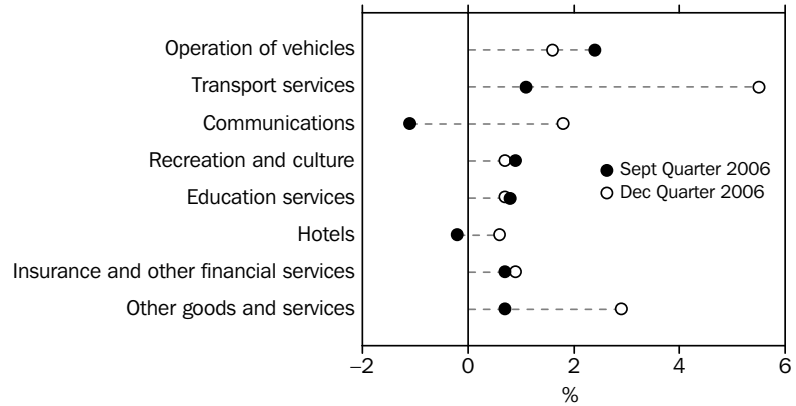 Operation of vehicles
Transport services
Communications
Recreation and culture
Education services
Hotels
Insurance and other financial services
Other goods and services
Sept Quarter 2006
Dec Quarter 2006
–2 0 2 4 6
%